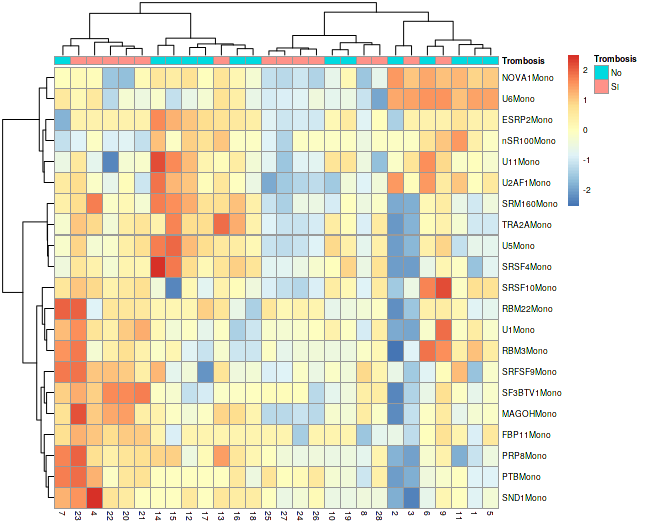 Trombosis
NOVA1Mono
U6Mono
ESRP2Mono
nSR100Mono
U11Mono
U2AF1Mono
SRM160Mono
TRA2AMono
U5Mono
SRSF4Mono
SRSF10Mono
RBM22Mono
U1Mono
RBM3Mono
SRFSF9Mono
SF3BTV1Mono
MAGOHMono
FBP11Mono
PRP8Mono
PTBMono
SND1Mono
7 23 4 22 20 21 14 15 12 17 13 16 18 25 27 24 26 10 19 8 28 2 3 6 9 11 1 5
2
1
0
-1
-2
Trombosis
No
SI